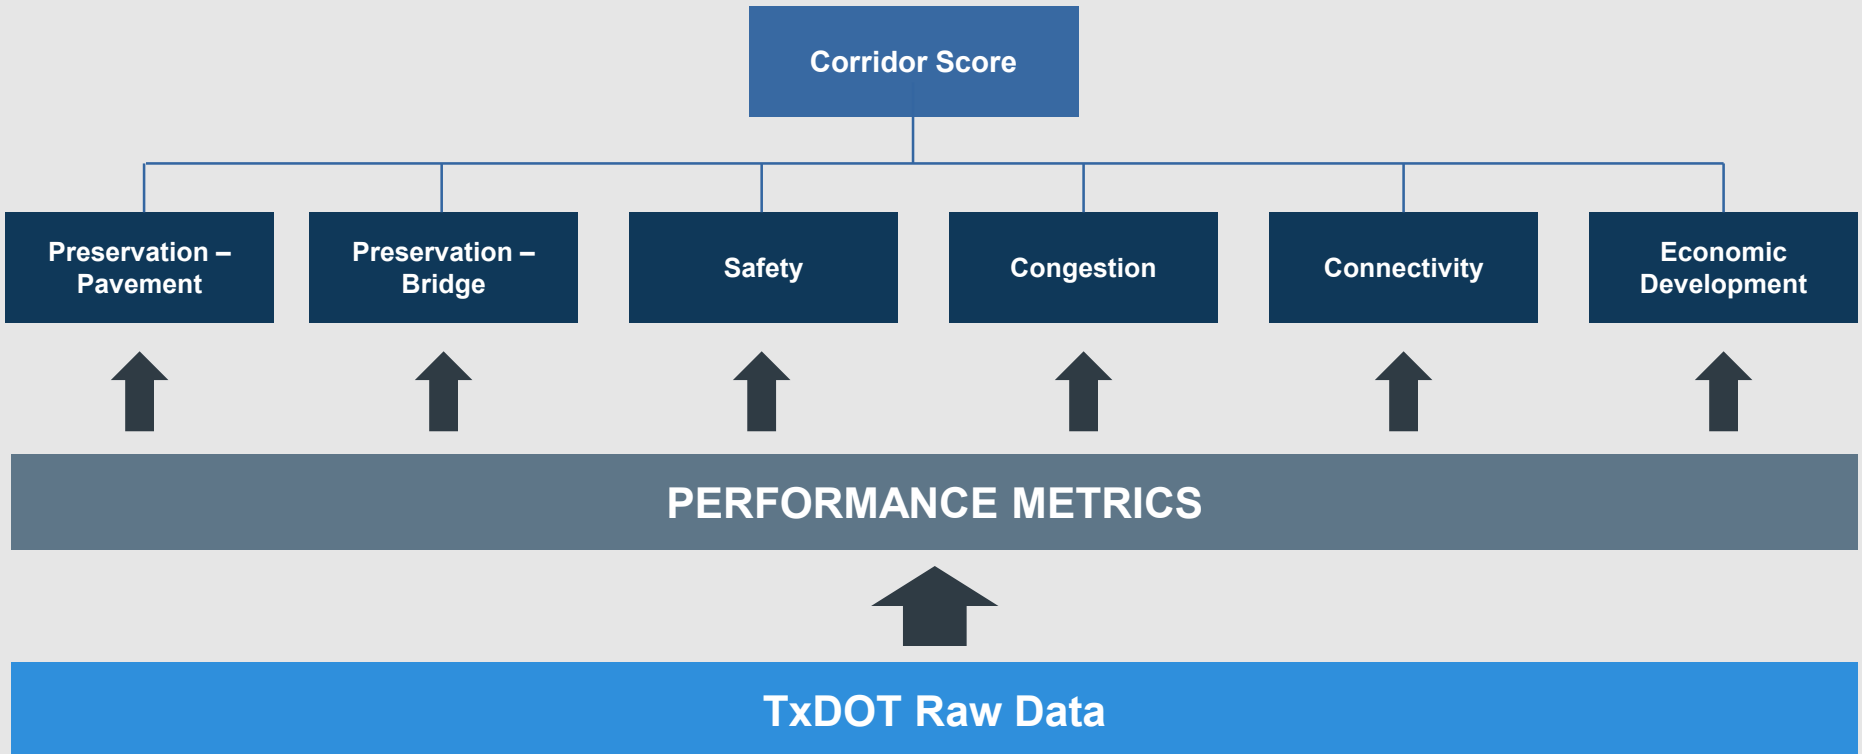 Corridor Score
Preservation –
Pavement
Preservation –
Bridge
Safety
Congestion
Connectivity
Economic
Development
PERFORMANCE METRICS
TxDOT Raw Data